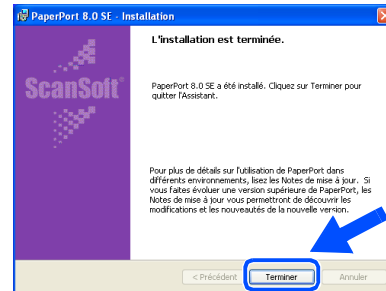 PaperPort 8.0 SE - Installation
L'installation est terminée.
ScanSoft
PaperPort 8.0 SE a été installé. Cliquez sur Terminer pour
quitter l'Assistant.
Pour plus de détails sur l'utilisation de PaperPort dans
différents environnements, lisez les Notes de mise à jour. Si
vous faites évoluer une version supérieure de PaperPort, les
Notes de mise à jour vous permettront de découvrir les
modifications et les nouveautés de la nouvelle version.
< Précédent
Terminer
Annuler